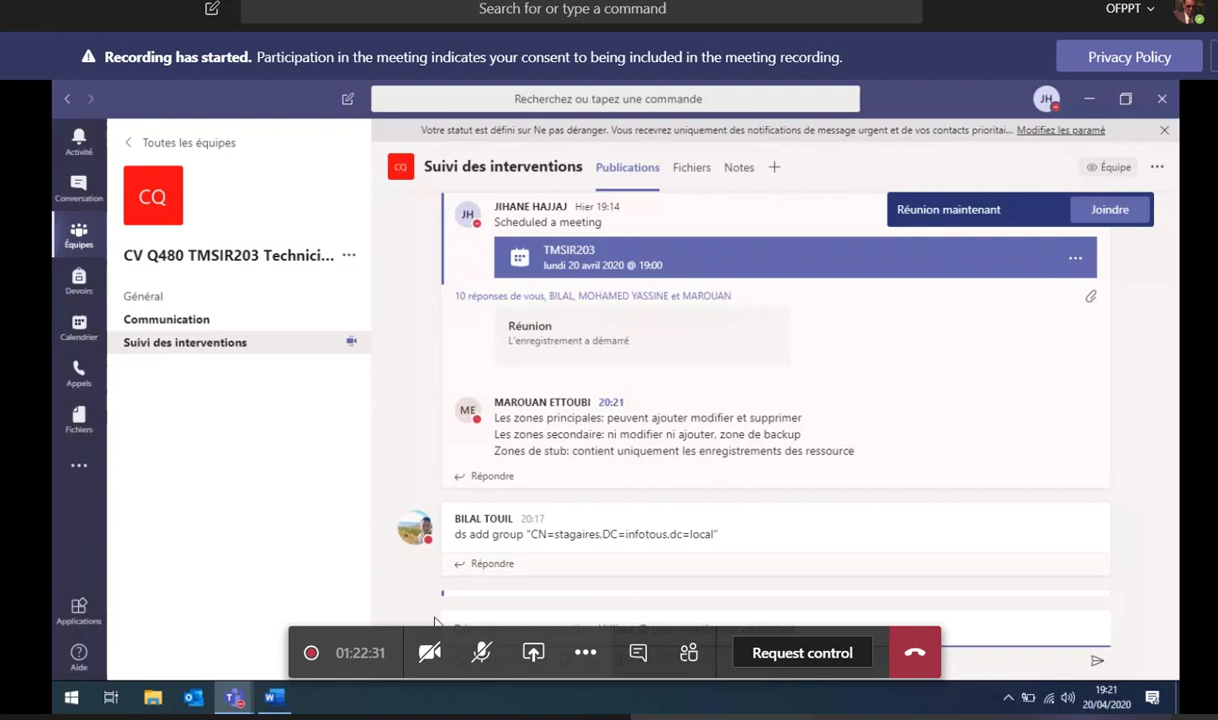 Search for or type a command
OFPPT
Recording has started. Participation in the meeting indicates your consent to being included in the meeting recording.
Privacy Policy
Recherchez ou tapez une commande
JH
Votre statut est défini sur Ne pas déranger. Vous recevrez uniquement des notifications de message urgent et de vos contacts prioritai... Modifiez les paramè
Activité
Conversation
Équipes
Devoirs
Calendrier
Appels
Fichiers
Applications
Aide
Toutes les équipes
CQ
CV Q480 TMSIR203 Technici...
Général
Communication
Suivi des interventions
CQ
Suivi des interventions
Publications
Fichiers
Notes
Équipe
Réunion maintenant
Joindre
JH
JIHANE HAJJAJ Hier 19:14
Scheduled a meeting
TMSIR203
lundi 20 avril 2020 @ 19:00
10 réponses de vous, BILAL, MOHAMED YASSINE et MAROUAN
Réunion
L'enregistrement a démarré
ME
MAROUAN ETTOUBI 20:21
Les zones principales: peuvent ajouter modifier et supprimer
Les zones secondaire: ni modifier ni ajouter, zone de backup
Zones de stub: contient uniquement les enregistrements des ressource
Répondre
BILAL TOUIL 20:17
ds add group "CN=stagaires,DC=infotous,dc=local"
Répondre
01:22:31
Request control
19:21
20/04/2020